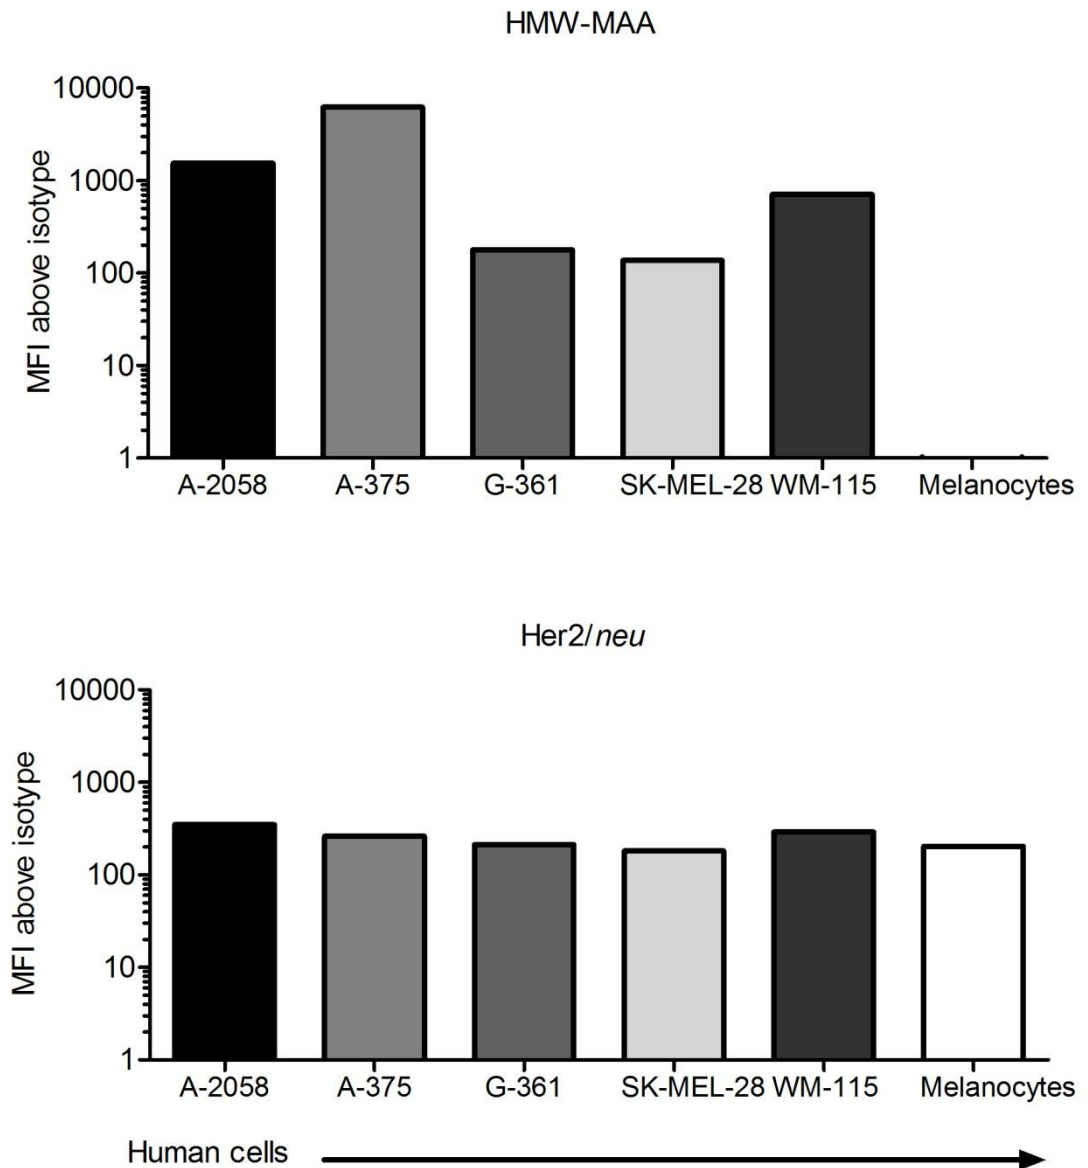 HMW-MAA
MFI above isotype
10000
1000
100
10
1
A-2058 A-375 G-361 SK-MEL-28 WM-115 Melanocytes
Her2/neu
MFI above isotype
10000
1000
100
10
1
A-2058 A-375 G-361 SK-MEL-28 WM-115 Melanocytes
Human cells